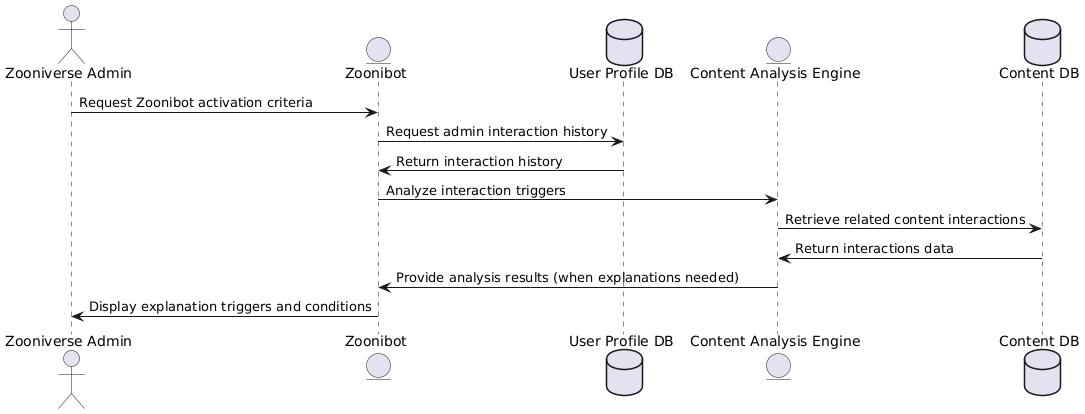 Zooniverse Admin
Zoonibot
User Profile DB
Content Analysis Engine
Content DB
Request Zoonibot activation criteria
Request admin interaction history
Return interaction history
Analyze interaction triggers
Retrieve related content interactions
Return interactions data
Provide analysis results (when explanations needed)
Display explanation triggers and conditions
Zooniverse Admin
Zoonibot
User Profile DB
Content Analysis Engine
Content DB